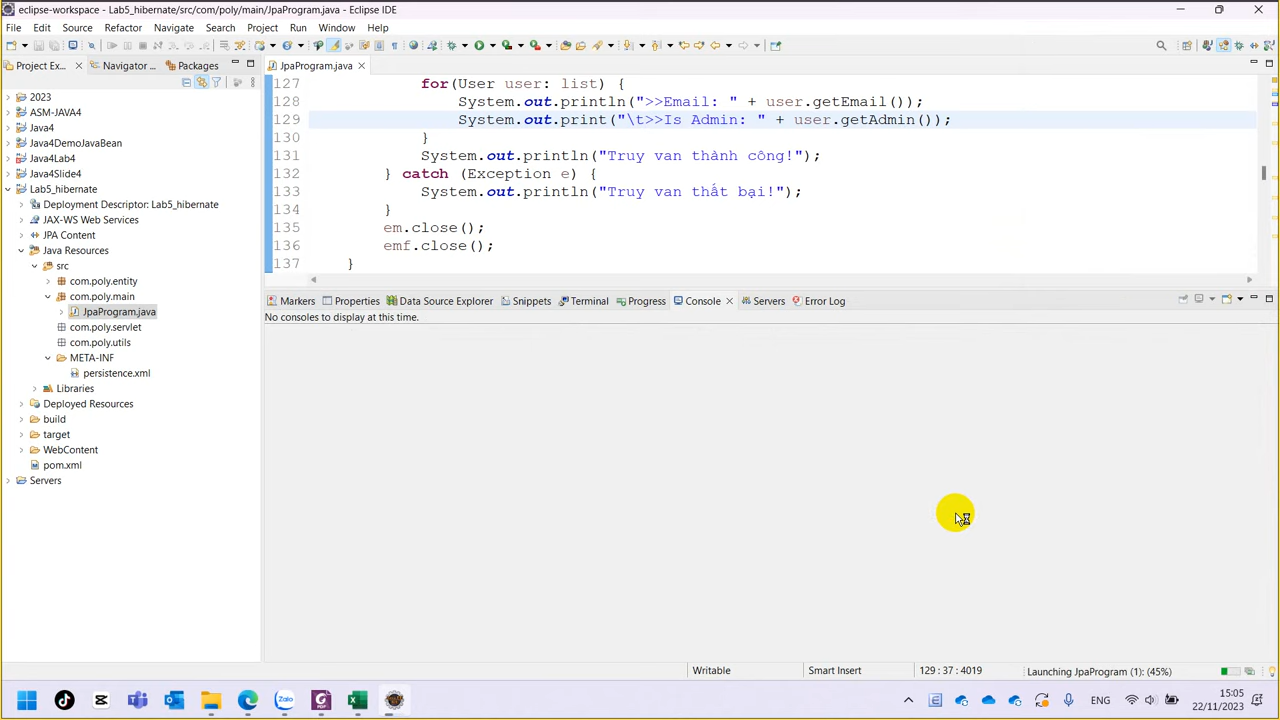 eclipse-workspace - Lab5_hibernate/src/com/poly/main//JpaProgram.java - Eclipse IDE
File Edit Source Refactor Navigate Search Project Run Window Help
Project Ex... Navigator ... Packages
JpaProgram.java
2023
ASM-JAVA4
Java4
Java4DemoJavaBean
Java4Lab4
Java4Slide4
Lab5_hibernate
Deployment Descriptor: Lab5_hibernate
JAX-WS Web Services
JPA Content
Java Resources
src
com.poly.entity
com.poly.main
JpaProgram.java
com.poly.servlet
com.poly.utils
META-INF
persistence.xml
Libraries
Deployed Resources
build
target
WebContent
pom.xml
Servers
127 for(User user: list) {
128 System.out.println(">>Email: " + user.getEmail());
129 System.out.print("\t>>Is Admin: " + user.getAdmin());
130 }
131 System.out.println("Truy van thành công!");
132 } catch (Exception e) {
133 System.out.println("Truy van thất bại!");
134 }
135 em.close();
136 emf.close();
137 }
Markers Properties Data Source Explorer Snippets Terminal Progress Console Servers Error Log
No consoles to display at this time.
Writable Smart Insert 129 : 37 : 4019 Launching JpaProgram (1): (45%)
ENG 15:05
22/11/2023